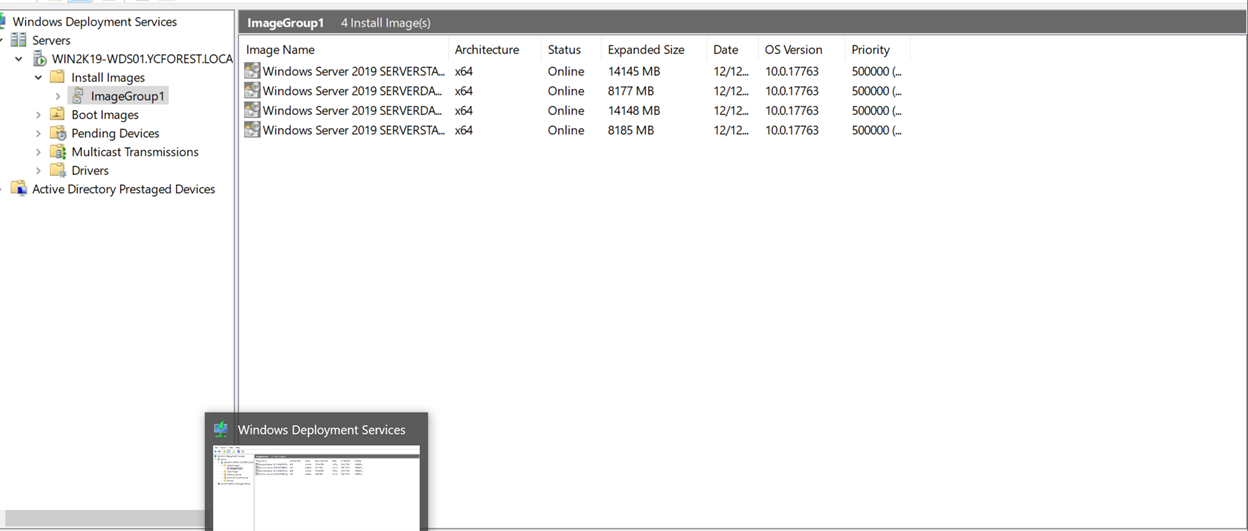 Windows Deployment Services
Servers
WIN2K19-WDS01.YCFOREST.LOCA
Install Images
ImageGroup1
Boot Images
Pending Devices
Multicast Transmissions
Drivers
Active Directory Prestaged Devices
ImageGroup1 4 Install Image(s)
Image Name Architecture Status Expanded Size Date OS Version Priority
Windows Server 2019 SERVERSTA... x64 Online 14145 MB 12/12... 10.0.17763 500000 (...
Windows Server 2019 SERVERDA... x64 Online 8177 MB 12/12... 10.0.17763 500000 (...
Windows Server 2019 SERVERDA... x64 Online 14148 MB 12/12... 10.0.17763 500000 (...
Windows Server 2019 SERVERSTA... x64 Online 8185 MB 12/12... 10.0.17763 500000 (...
Windows Deployment Services